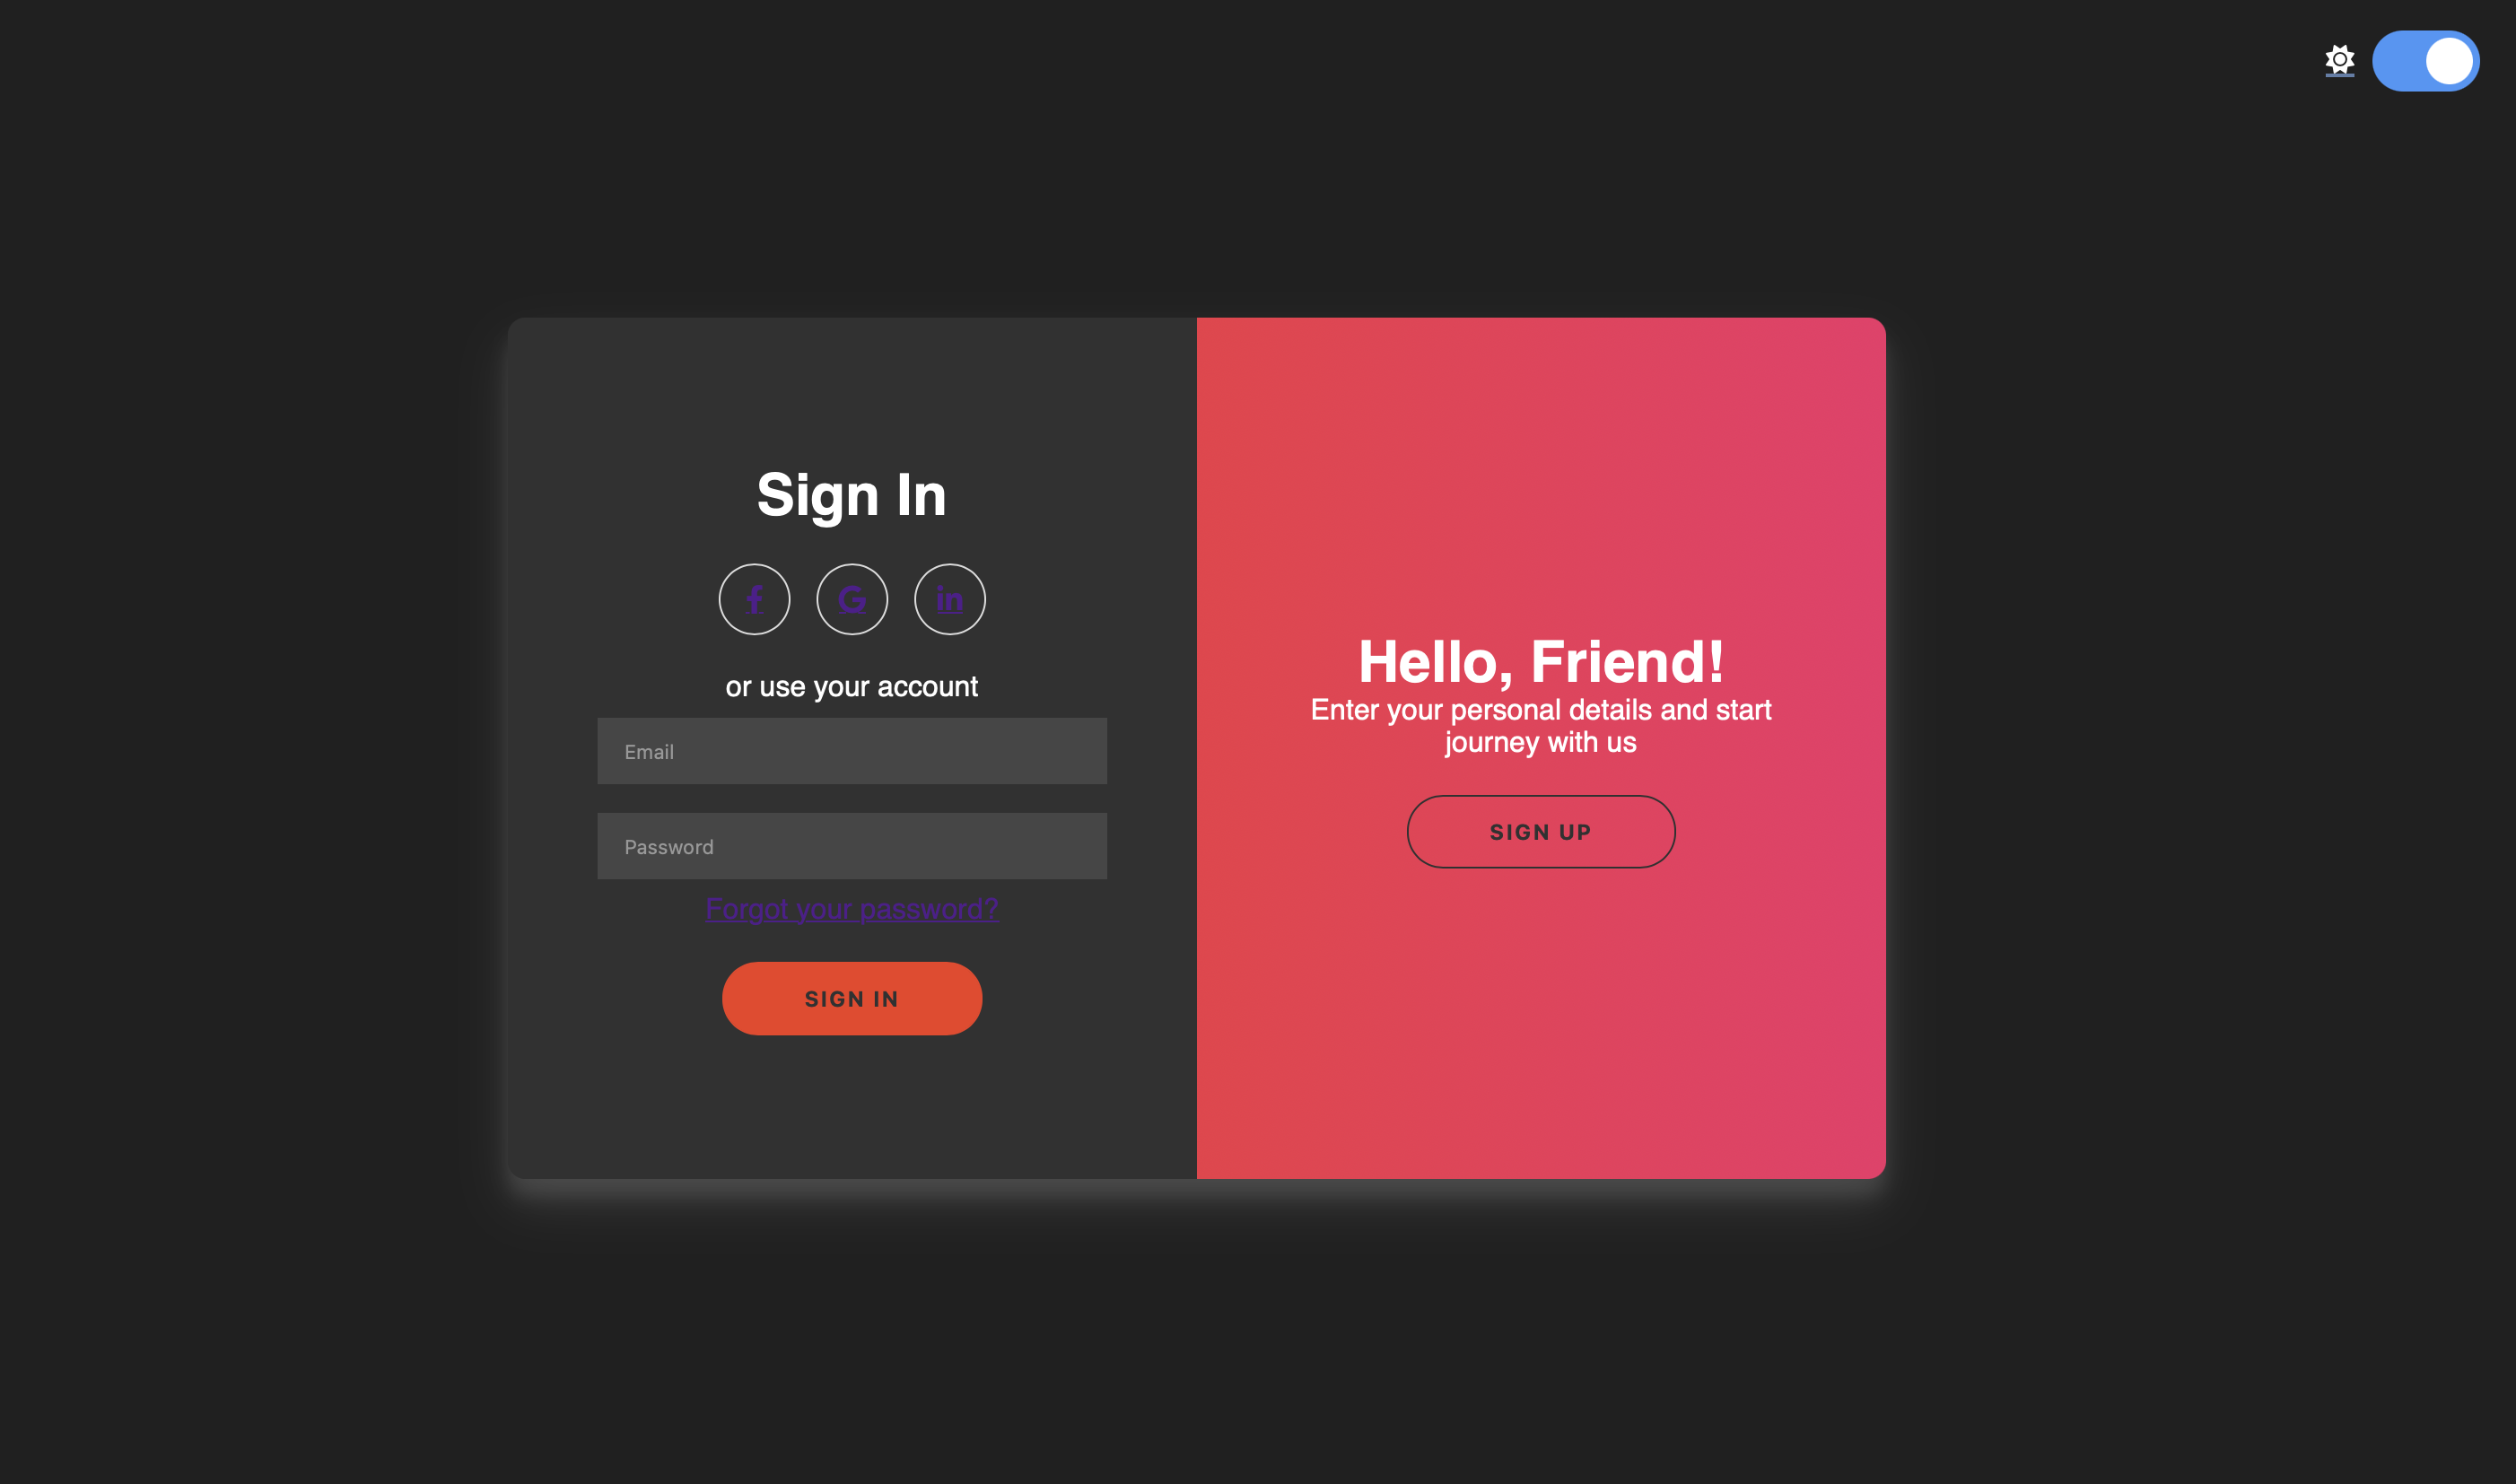 Sign In
f G in
or use your account
Email
Password
Forgot your password?
SIGN IN
Hello, Friend!
Enter your personal details and start
journey with us
SIGN UP